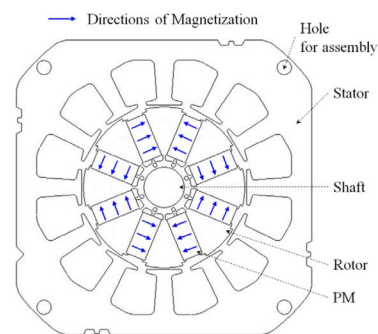 Directions of Magnetization
Hole
for assembly
Stator
Shaft
Rotor
PM